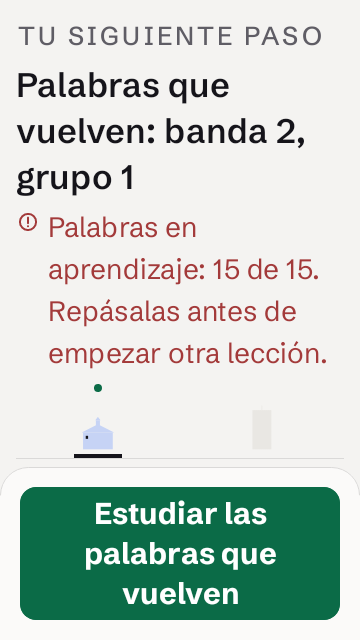 TU SIGUIENTE PASO
Palabras que
vuelven: banda 2,
grupo 1
Palabras en
aprendizaje: 15 de 15.
Repásalas antes de
empezar otra lección.
Estudiar las
palabras que
vuelven